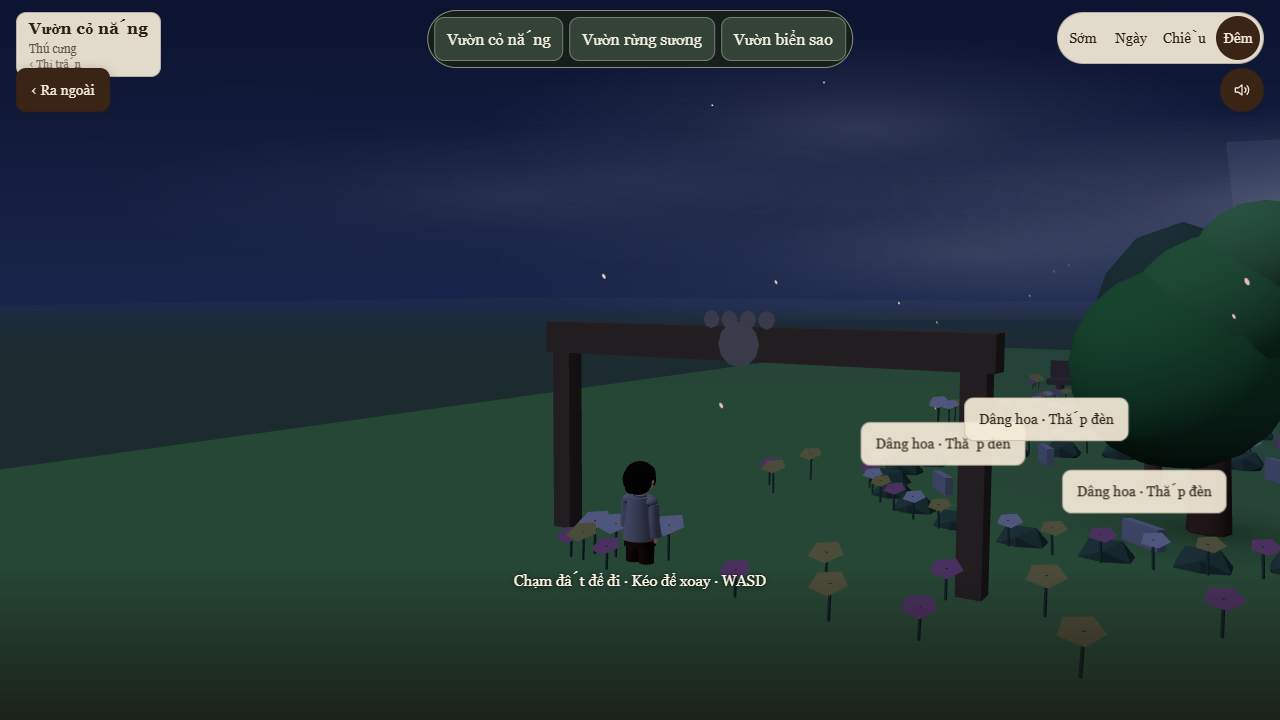 Vườn cỏ nắng
Thú cưng
‹ Thị trấn
‹ Ra ngoài
Vườn cỏ nắng
Vườn rừng sương
Vườn biển sao
Sớm
Ngày
Chiều
Đêm
Dâng hoa · Thắp đèn
Dâng hoa · Thắp đèn
Dâng hoa · Thắp đèn
Chạm đất để đi · Kéo để xoay · WASD